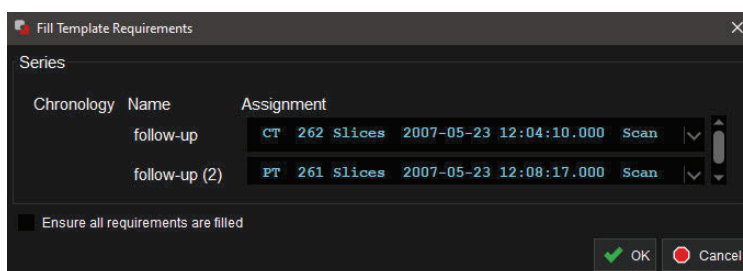 Fill Template Requirements
Series
Chronology Name Assignment
follow-up CT 262 Slices 2007-05-23 12:04:10.000 Scan
follow-up (2) PT 261 Slices 2007-05-23 12:08:17.000 Scan
Ensure all requirements are filled
OK Cancel